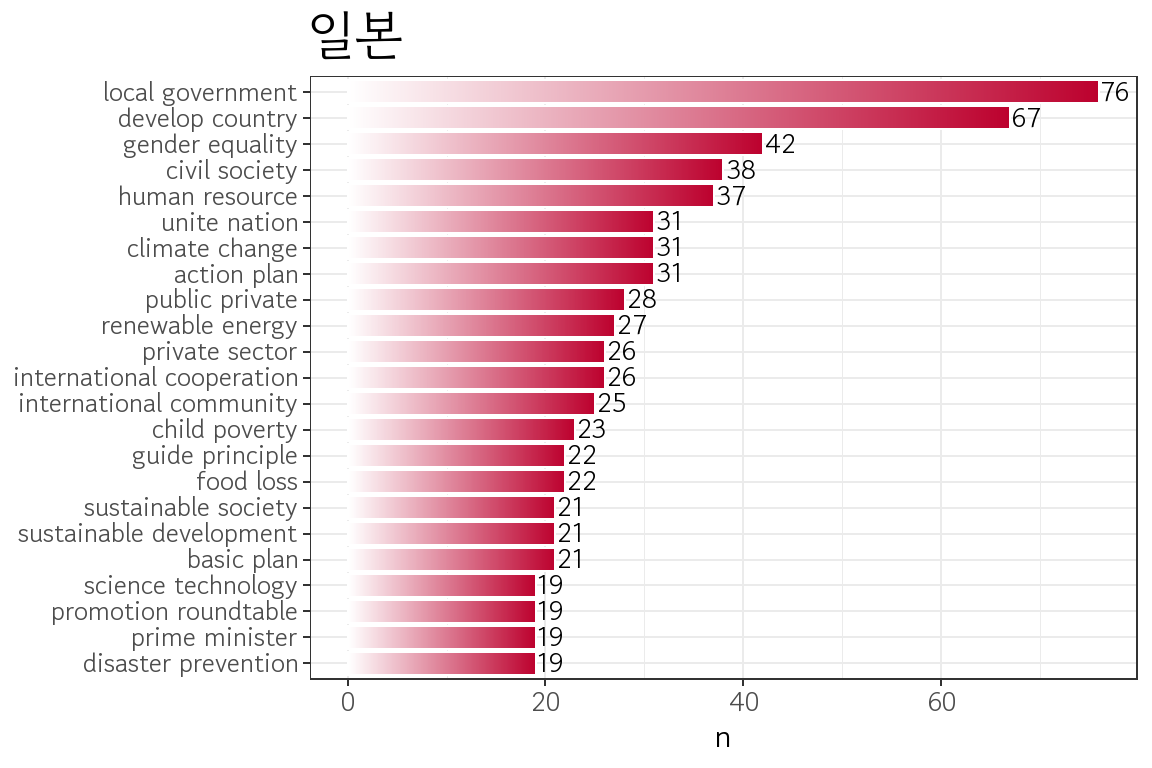 일본
local government 76
develop country 67
gender equality 42
civil society 38
human resource 37
unite nation 31
climate change 31
action plan 31
public private 28
renewable energy 27
private sector 26
international cooperation 26
international community 25
child poverty 23
guide principle 22
food loss 22
sustainable society 21
sustainable development 21
basic plan 21
science technology 19
promotion roundtable 19
prime minister 19
disaster prevention 19
0 20 40 60
n